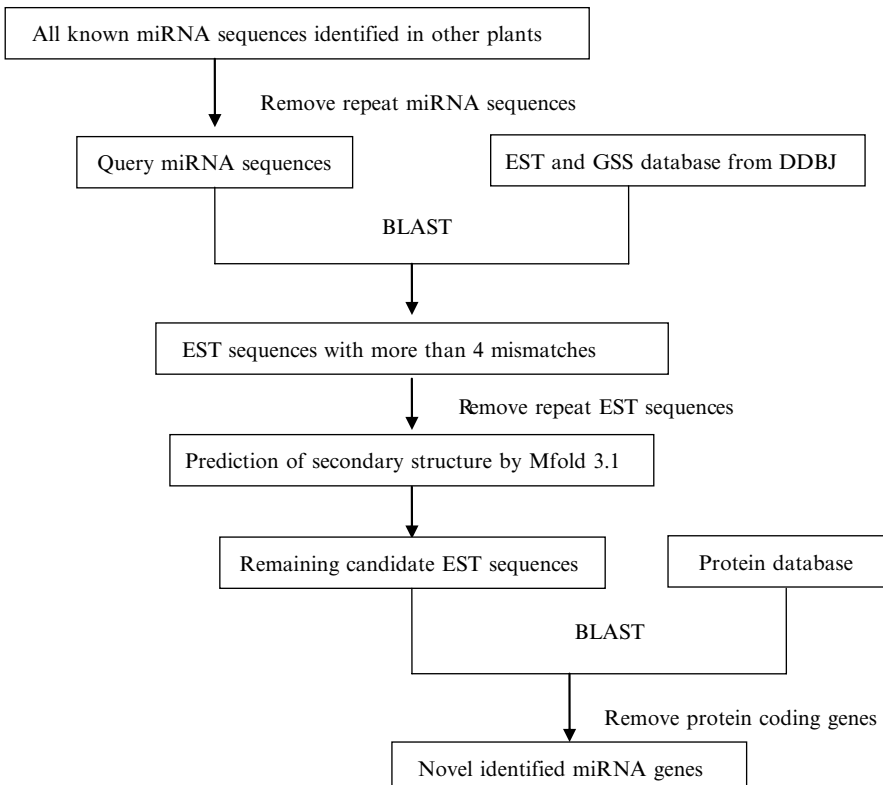 All known miRNA sequences identified in other plants
Remove repeat miRNA sequences
Query miRNA sequences
EST and GSS database from DDBJ
BLAST
EST sequences with more than 4 mismatches
Remove repeat EST sequences
Prediction of secondary structure by Mfold 3.1
Remaining candidate EST sequences
Protein database
BLAST
Remove protein coding genes
Novel identified miRNA genes